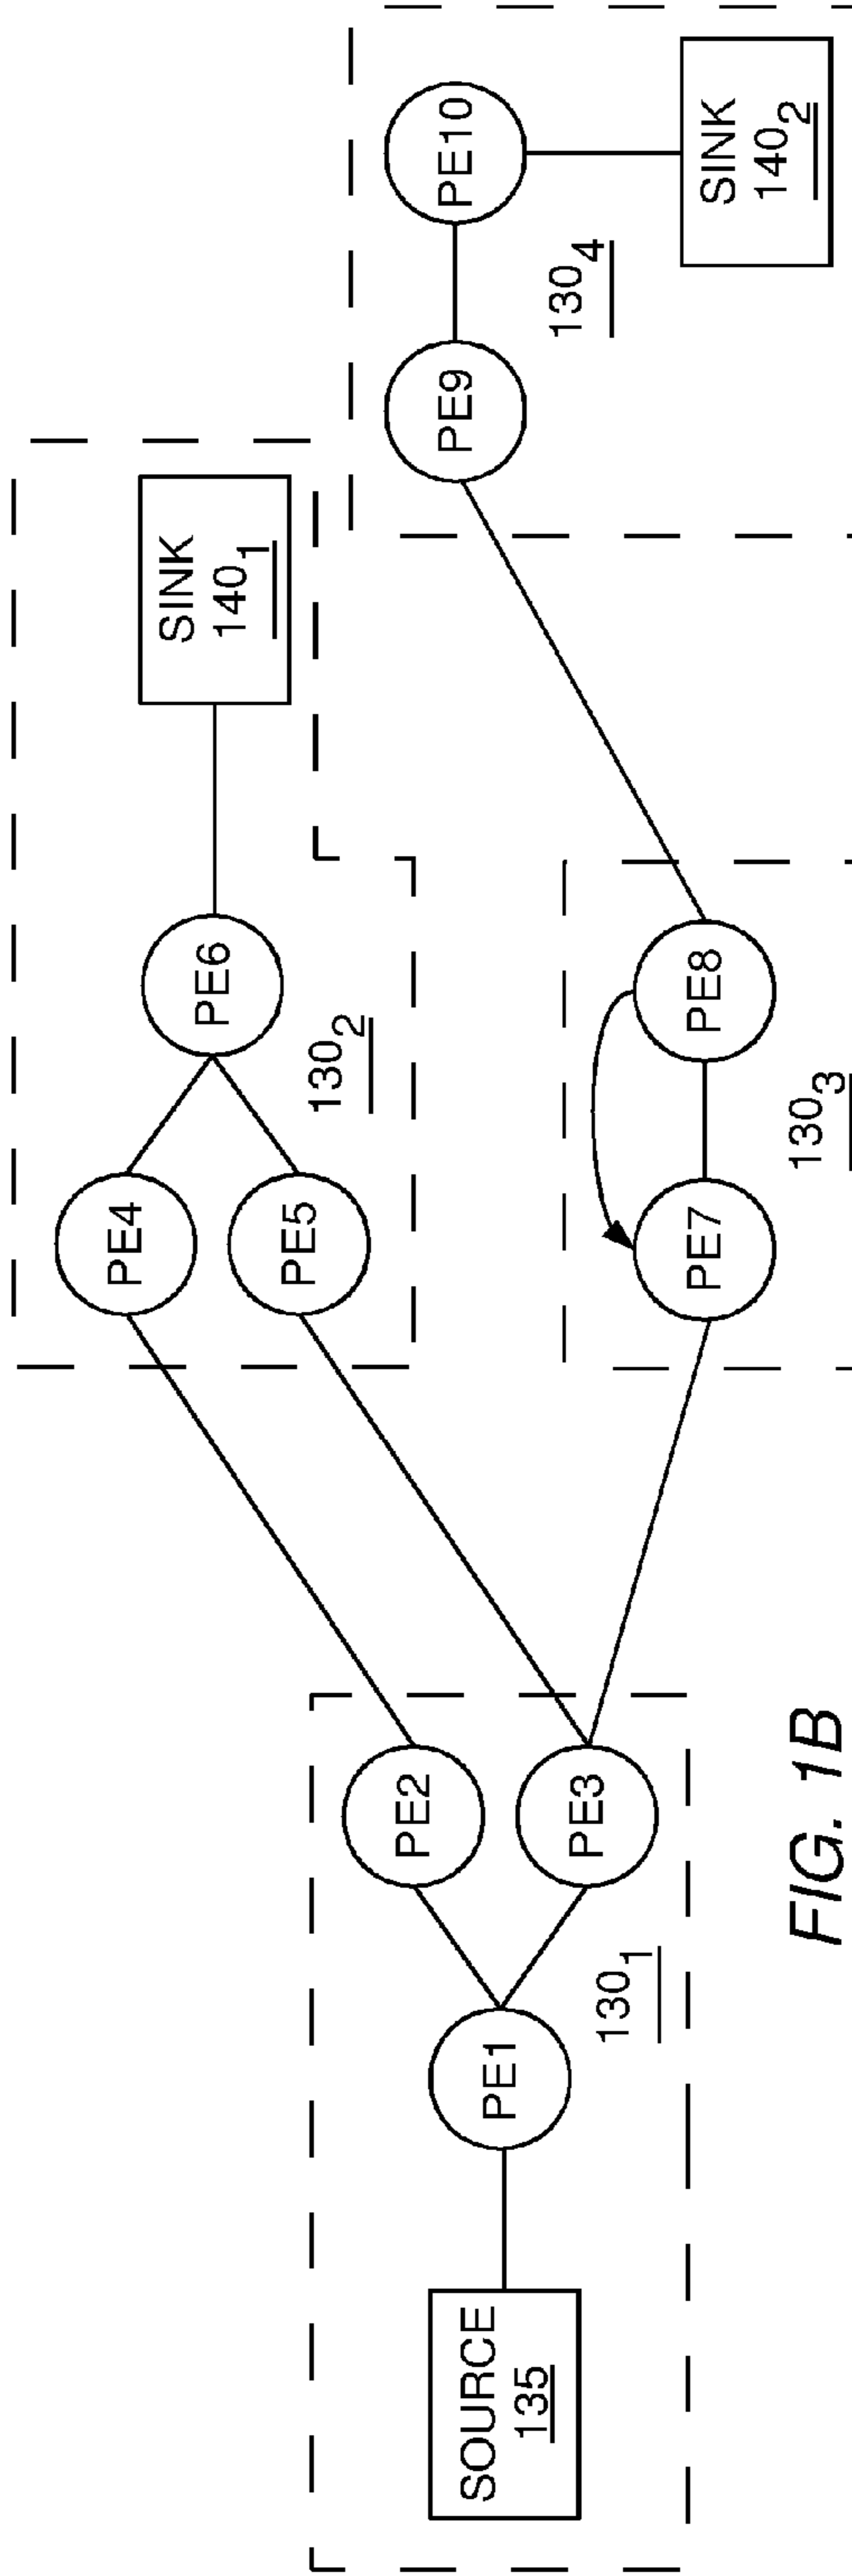 SOURCE
135
PE1
PE2
PE3
130₁
PE4
PE5
PE6
130₂
SINK
140₁
PE7
PE8
130₃
PE9
PE10
130₄
SINK
140₂
FIG. 1B